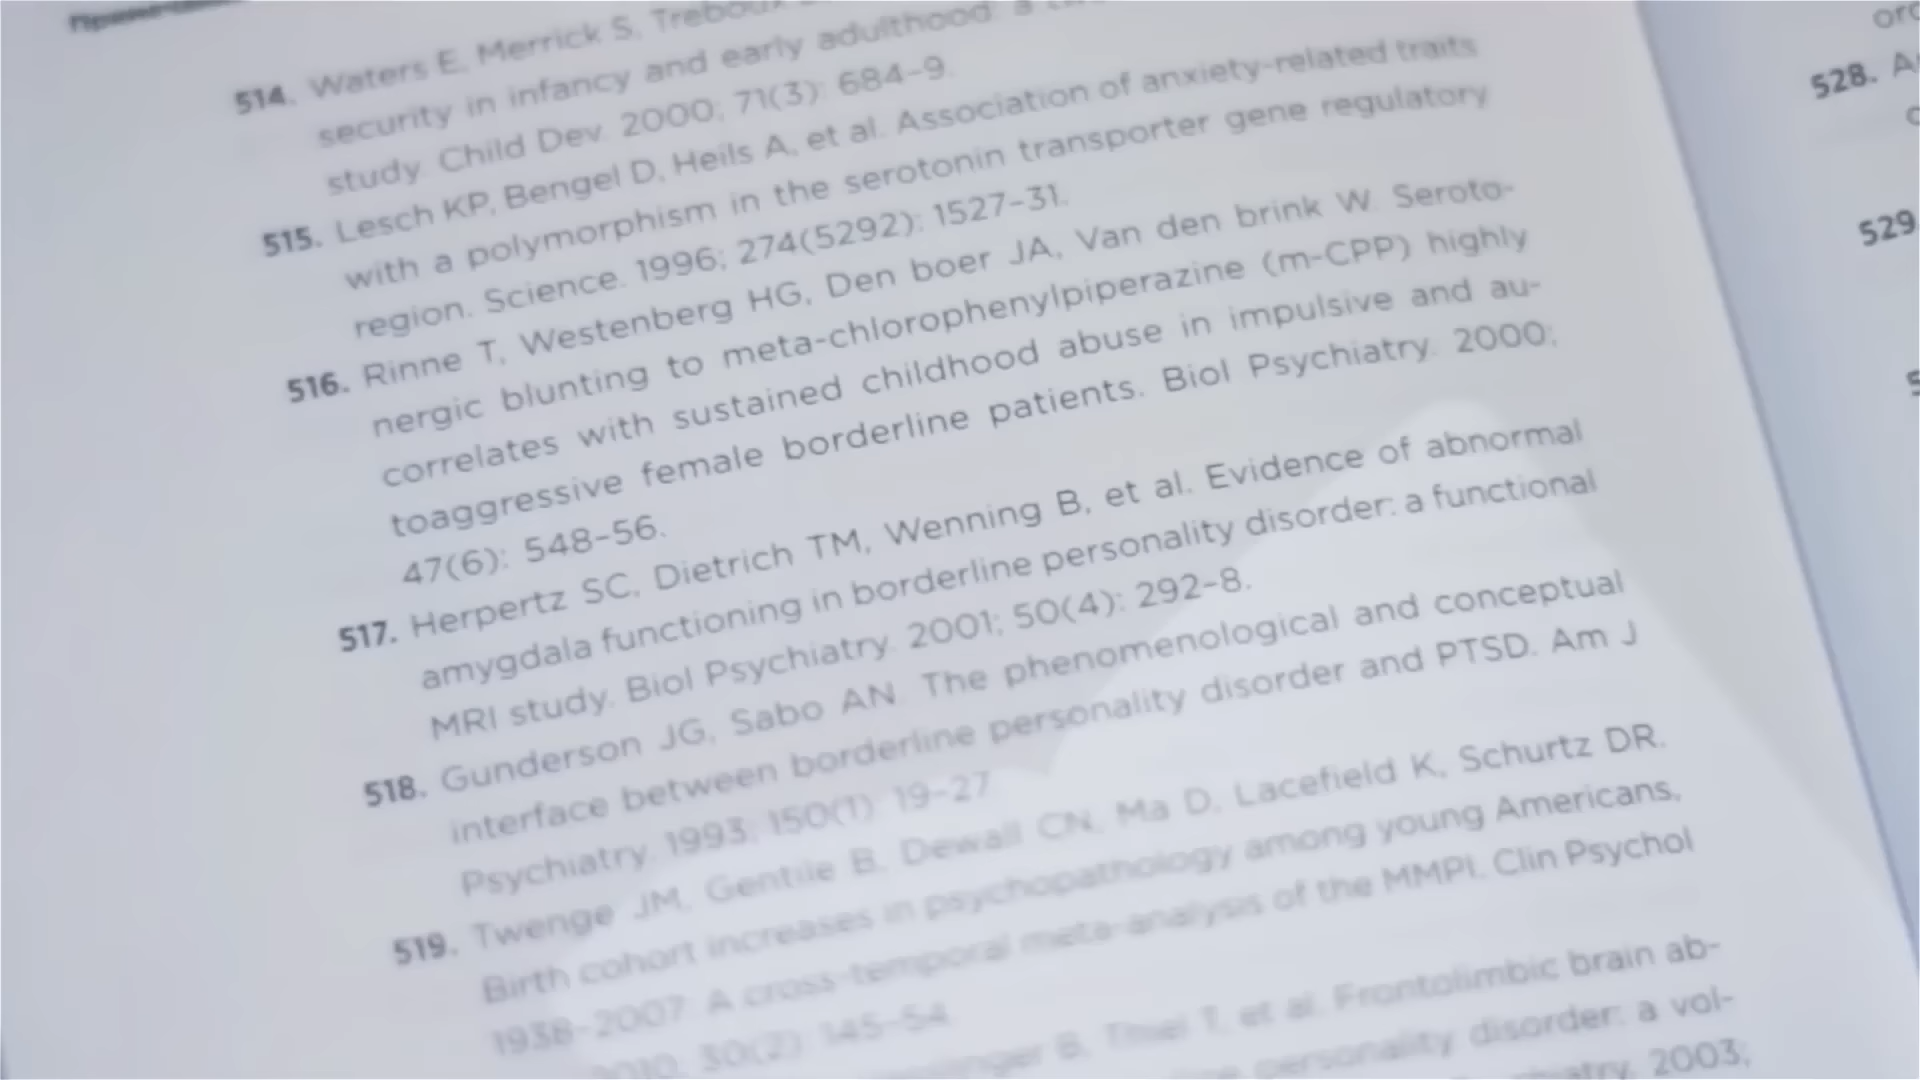 514. Waters E, Merrick S, Treboux
security in infancy and early adulthood: a
study. Child Dev. 2000; 71(3): 684–9.
515. Lesch KP, Bengel D, Heils A, et al. Association of anxiety-related traits
with a polymorphism in the serotonin transporter gene regulatory
region. Science. 1996; 274(5292): 1527–31.
516. Rinne T, Westenberg HG, Den boer JA, Van den brink W. Seroto-
nergic blunting to meta-chlorophenylpiperazine (m-CPP) highly
correlates with sustained childhood abuse in impulsive and au-
toaggressive female borderline patients. Biol Psychiatry. 2000;
47(6): 548–56.
517. Herpertz SC, Dietrich TM, Wenning B, et al. Evidence of abnormal
amygdala functioning in borderline personality disorder: a functional
MRI study. Biol Psychiatry. 2001; 50(4): 292–8.
518. Gunderson JG, Sabo AN. The phenomenological and conceptual
interface between borderline personality disorder and PTSD. Am J
Psychiatry. 1993; 150(1): 19–27.
519. Twenge JM, Gentile B, Dewall CN, Ma D, Lacefield K, Schurtz DR.
Birth cohort increases in psychopathology among young Americans,
1938–2007: A cross-temporal meta-analysis of the MMPI. Clin Psychol
2010; 30(2): 145–54.
B, Thiel T, et al. Frontolimbic brain ab-
personality disorder: a vol-
2003;
528.
529